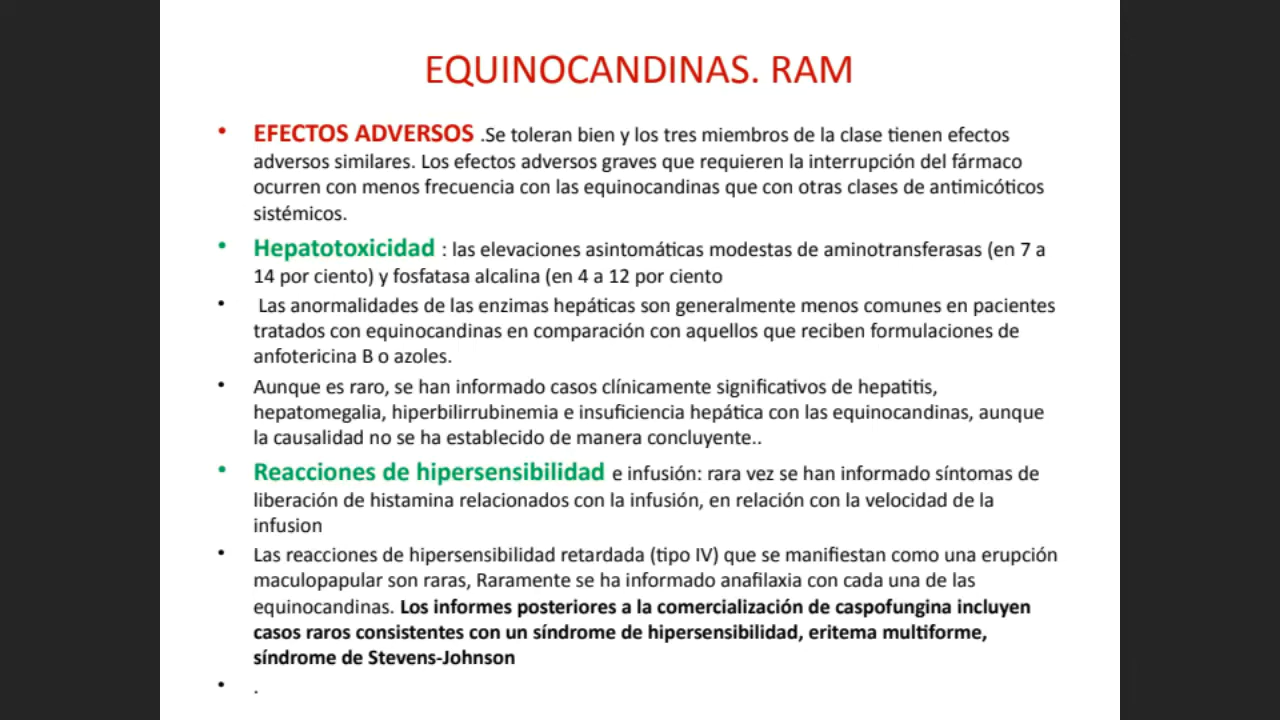 EQUINOCANDINAS. RAM
• EFECTOS ADVERSOS .Se toleran bien y los tres miembros de la clase tienen efectos
adversos similares. Los efectos adversos graves que requieren la interrupción del fármaco
ocurren con menos frecuencia con las equinocandinas que con otras clases de antimicóticos
sistémicos.
• Hepatotoxicidad : las elevaciones asintomáticas modestas de aminotransferasas (en 7 a
14 por ciento) y fosfatasa alcalina (en 4 a 12 por ciento
• Las anormalidades de las enzimas hepáticas son generalmente menos comunes en pacientes
tratados con equinocandinas en comparación con aquellos que reciben formulaciones de
anfotericina B o azoles.
• Aunque es raro, se han informado casos clínicamente significativos de hepatitis,
hepatomegalia, hiperbilirrubinemia e insuficiencia hepática con las equinocandinas, aunque
la causalidad no se ha establecido de manera concluyente..
• Reacciones de hipersensibilidad e infusión: rara vez se han informado síntomas de
liberación de histamina relacionados con la infusión, en relación con la velocidad de la
infusion
• Las reacciones de hipersensibilidad retardada (tipo IV) que se manifiestan como una erupción
maculopapular son raras, Raramente se ha informado anafilaxia con cada una de las
equinocandinas. Los informes posteriores a la comercialización de caspofungina incluyen
casos raros consistentes con un síndrome de hipersensibilidad, eritema multiforme,
síndrome de Stevens-Johnson
• .